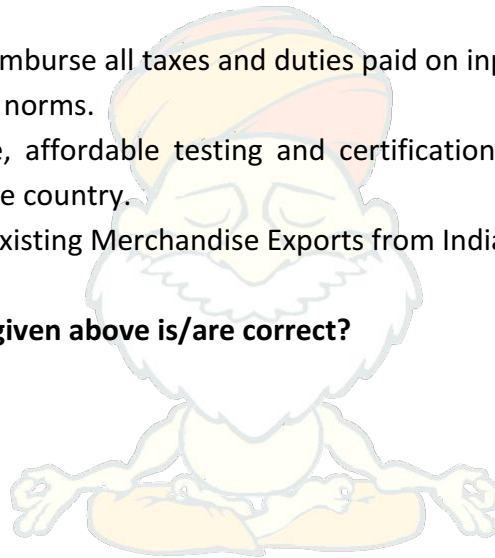 mburse all taxes and duties paid on inp
norms.
, affordable testing and certification
e country.
xisting Merchandise Exports from India
given above is/are correct?